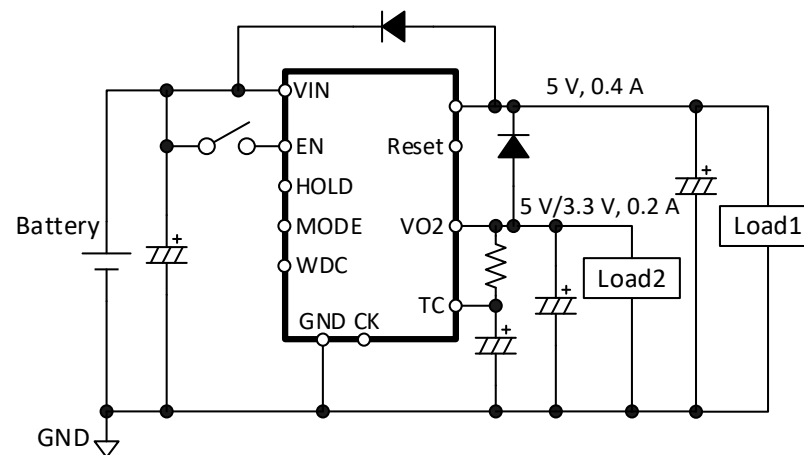 5 V, 0.4 A
VIN
EN
Reset
HOLD
5 V/3.3 V, 0.2 A
Battery
MODE
VO2
Load1
WDC
Load2
TC
GND CK
GND